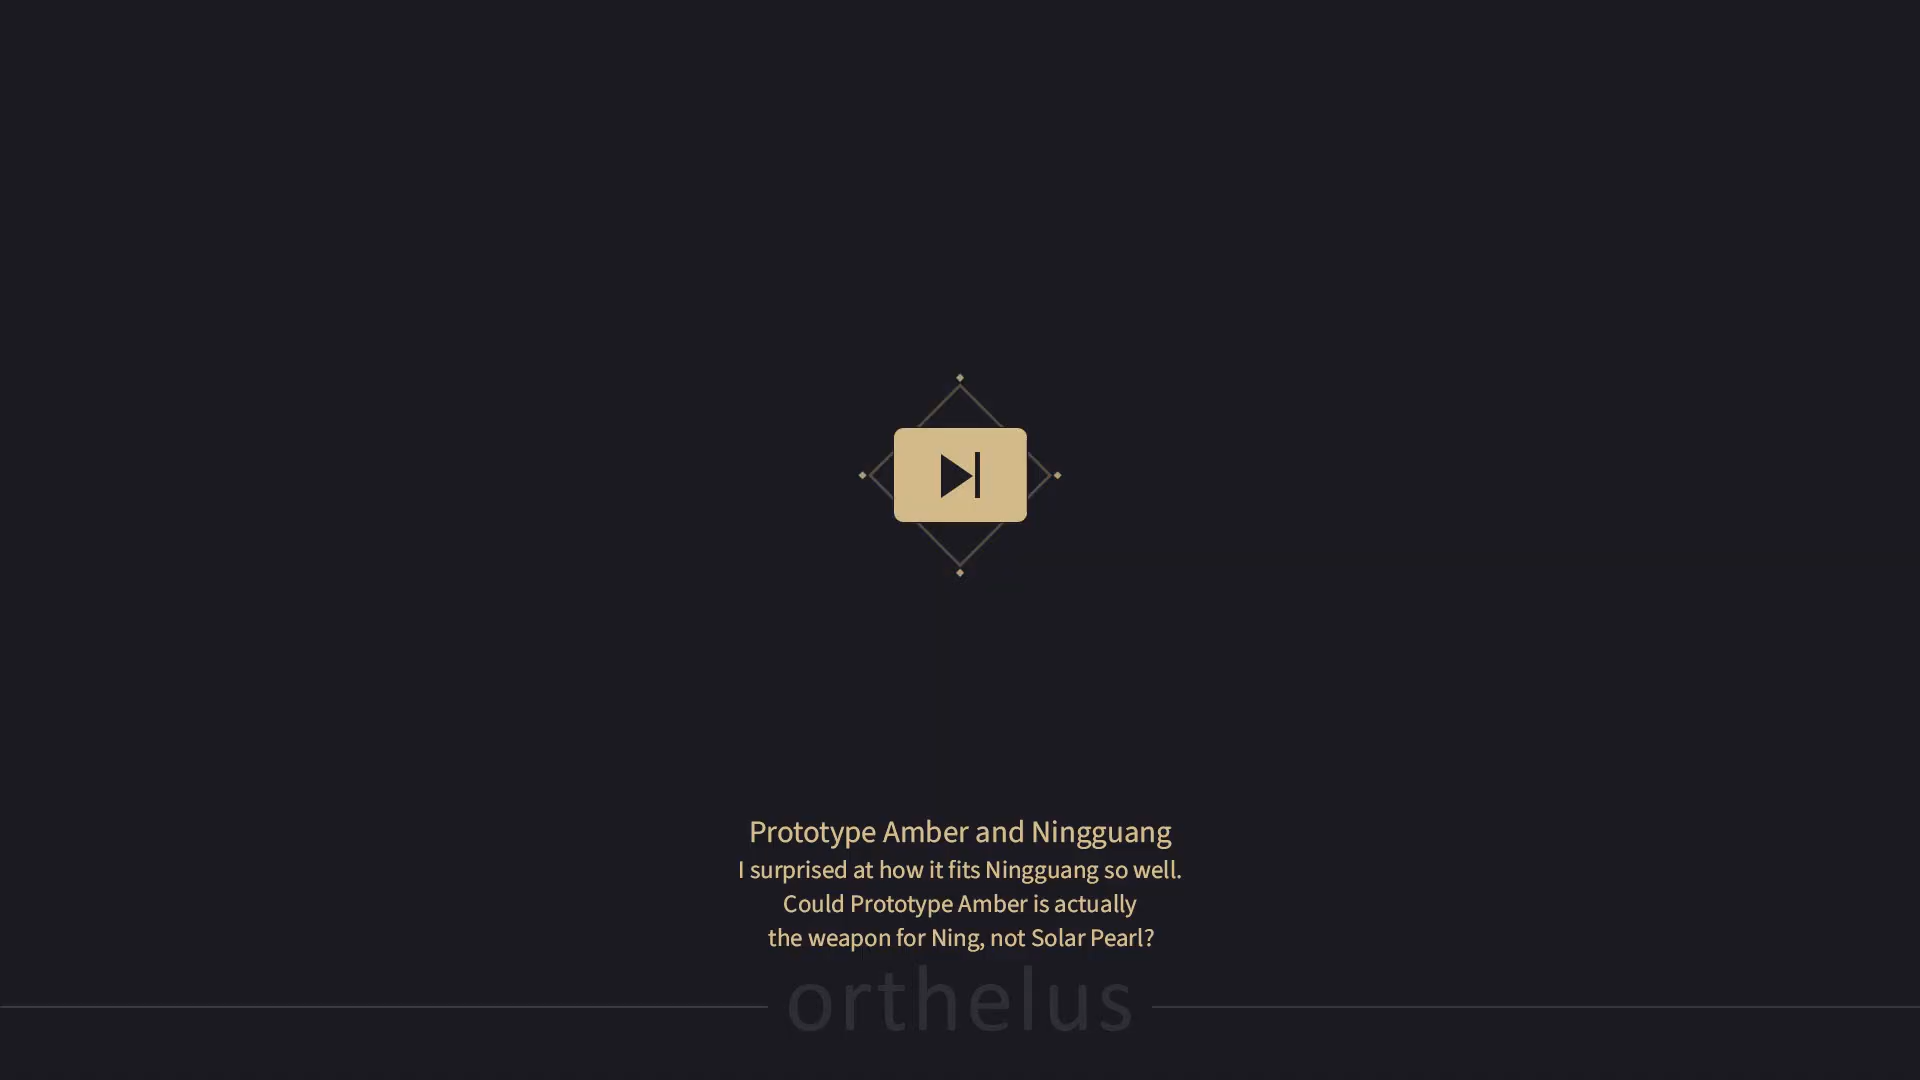 Prototype Amber and Ningguang
I surprised at how it fits Ningguang so well.
Could Prototype Amber is actually
the weapon for Ning, not Solar Pearl?
orthelus